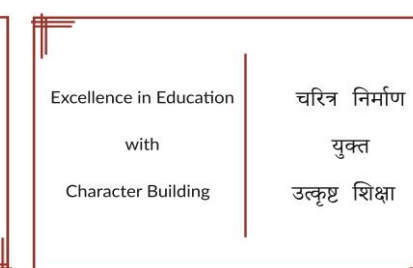 Excellence in Education
with
Character Building
चरित्र निर्माण
युक्त
उत्कृष्ट शिक्षा